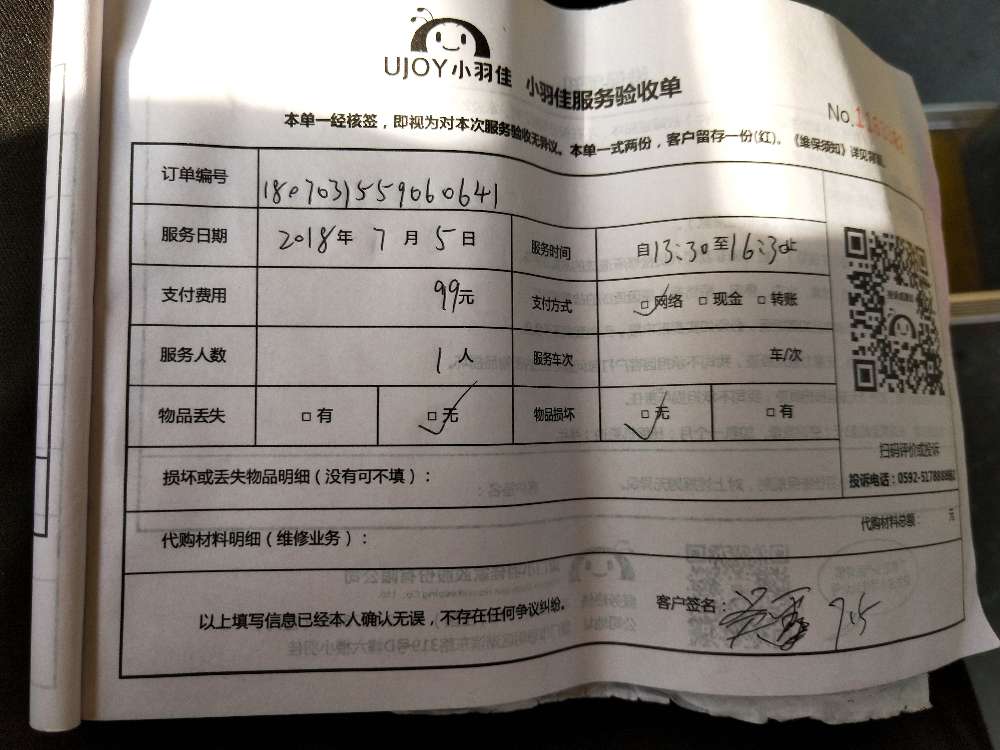 UJOY小羽佳 小羽佳服务验收单
No.
本单一经核签，即视为对本次服务验收无异议。本单一式两份，客户留存一份(红)。《维保须知》详见背面。
订单编号 1807031559060641
服务日期 2018年 7月 5日 服务时间 自13:30至16:30止
支付费用 99元 支付方式 □网络 □现金 □转账
服务人数 1人 服务车次 车/次
物品丢失 □有 □无 物品损坏 □无 □有
扫码评价或投诉
损坏或丢失物品明细（没有可不填）：
投诉电话：0592-5178888
代购材料明细（维修业务）： 代购材料总额： 元
以上填写信息已经本人确认无误，不存在任何争议纠纷。 客户签名： 7.5